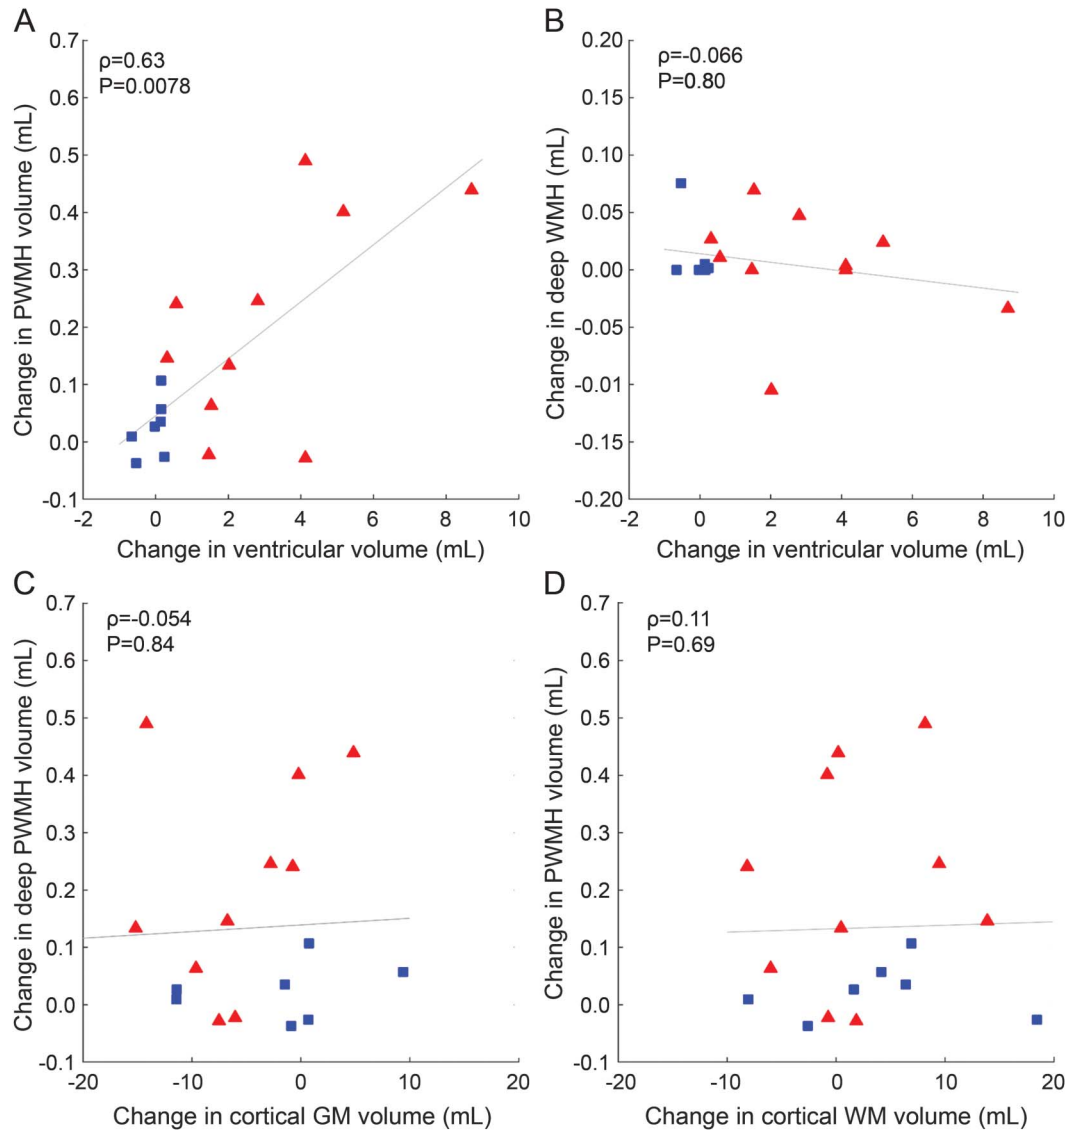 A
ρ=0.63
P=0.0078
0.7
0.6
0.5
0.4
0.3
0.2
0.1
0.0
-0.1
-2 0 2 4 6 8 10
Change in PWMH volume (mL)
Change in ventricular volume (mL)
B
ρ=-0.066
P=0.80
0.20
0.15
0.10
0.05
0.00
-0.05
-0.01
-0.15
-0.20
-2 0 2 4 6 8 10
Change in deep WMH (mL)
Change in ventricular volume (mL)
C
ρ=-0.054
P=0.84
0.7
0.6
0.5
0.4
0.3
0.2
0.1
0.0
-0.1
-20 -10 0 10 20
Change in deep PWMH vloume (mL)
Change in cortical GM volume (mL)
D
ρ=0.11
P=0.69
0.7
0.6
0.5
0.4
0.3
0.2
0.1
0.0
-0.1
-20 -10 0 10 20
Change in PWMH vloume (mL)
Change in cortical WM volume (mL)